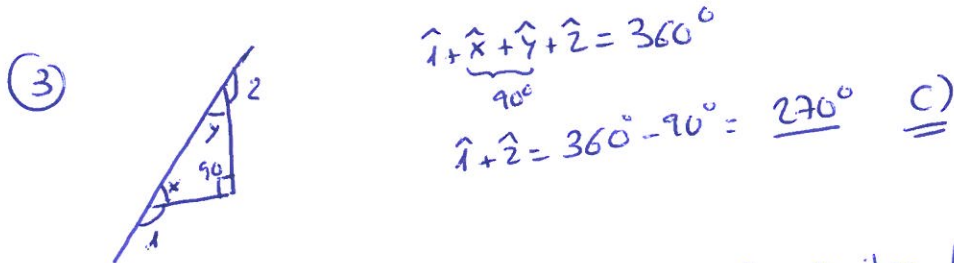 ③
1̂ + x̂ + ŷ + 2̂ = 360°
90°
1̂ + 2̂ = 360° - 90° = 270° C)
2
y
90
x
1